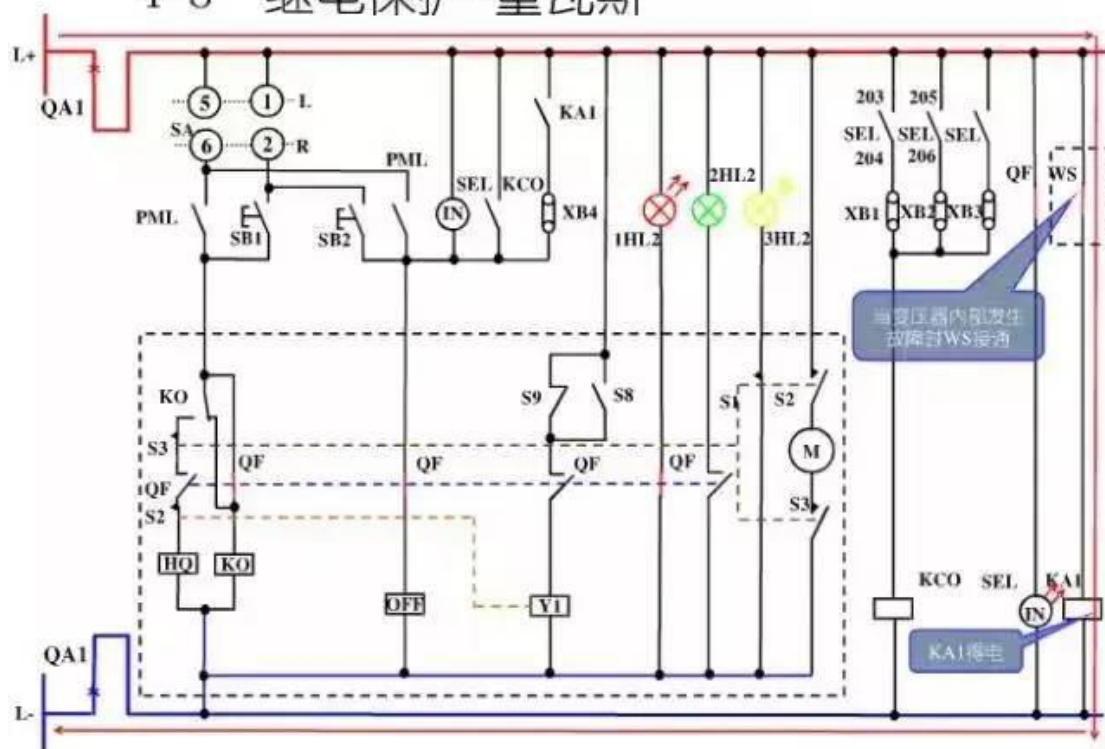 继电保护-重瓦斯
L+
QA1
5 1 L
SA
6 2 R
PML
SB1
SB2
PML
IN
SEL
KCO
KA1
XB4
1HL2
2HL2
3HL2
203 205
SEL SEL SEL
204 206
XB1 XB2 XB3
QF
WS
当变压器内部发生
故障时WS接通
KO
S3
QF
S2
HQ
KO
QF
QF
OFF
S9
S8
QF
Y1
QF
S1
S2
M
S3
KCO
SEL
KA1
IN
KA1得电
QA1
L-